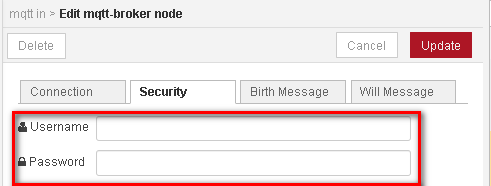 mqtt in > Edit mqtt-broker node
Delete Cancel Update
Connection Security Birth Message Will Message
Username
Password